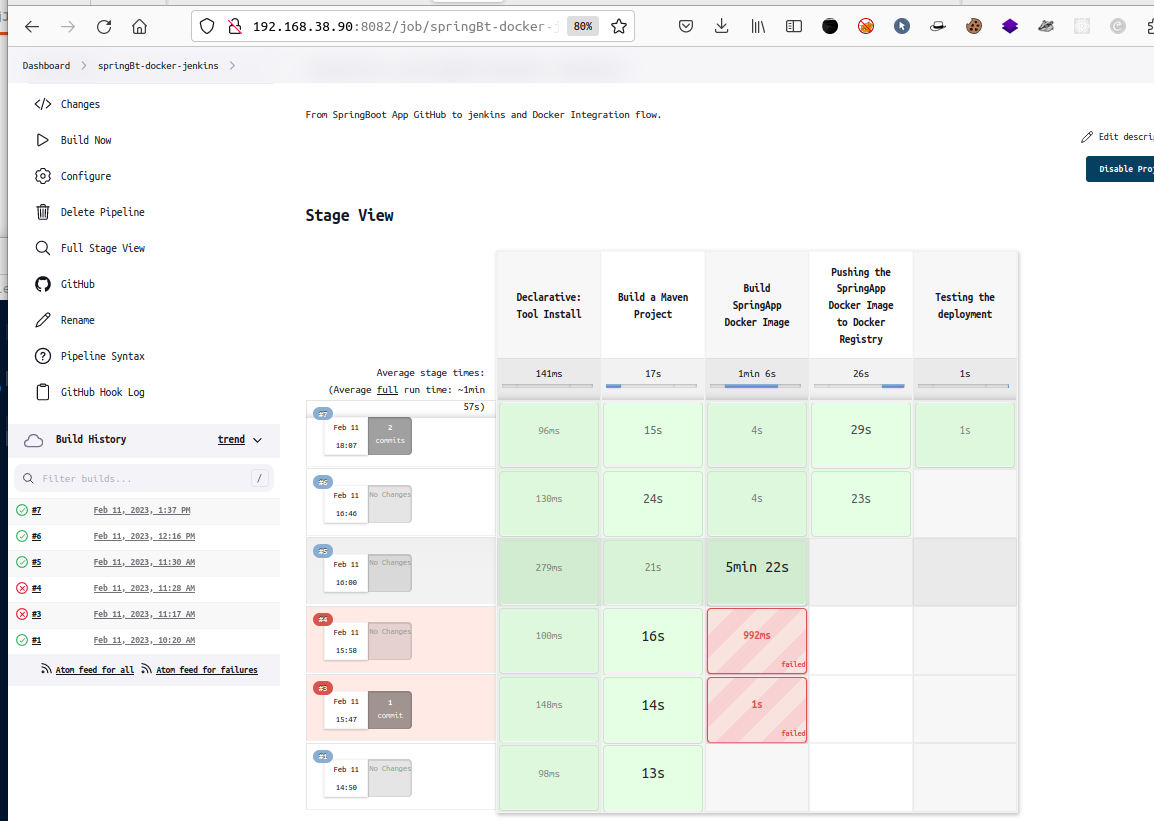 192.168.38.90:8082/job/springBt-docker-j
80%
Dashboard > springBt-docker-jenkins >
Changes
Build Now
Configure
Delete Pipeline
Full Stage View
GitHub
Rename
Pipeline Syntax
GitHub Hook Log
Build History
trend
Filter builds...
/
#7 Feb 11, 2023, 1:37 PM
#6 Feb 11, 2023, 12:16 PM
#5 Feb 11, 2023, 11:30 AM
#4 Feb 11, 2023, 11:28 AM
#3 Feb 11, 2023, 11:17 AM
#1 Feb 11, 2023, 10:20 AM
Atom feed for all Atom feed for failures
From SpringBoot App GitHub to jenkins and Docker Integration flow.
Edit descrip
Disable Proj
Stage View
Declarative:
Tool Install
Build a Maven
Project
Build
SpringApp
Docker Image
Pushing the
SpringApp
Docker Image
to Docker
Registry
Testing the
deployment
Average stage times:
(Average full run time: ~1min
57s)
141ms
17s
1min 6s
26s
1s
#7
Feb 11
18:07
2
commits
96ms
15s
4s
29s
1s
#6
Feb 11
16:46
No Changes
130ms
24s
4s
23s
#5
Feb 11
16:00
No Changes
279ms
21s
5min 22s
#4
Feb 11
15:58
No Changes
100ms
16s
992ms
failed
#3
Feb 11
15:47
1
commit
148ms
14s
1s
failed
#1
Feb 11
14:50
No Changes
98ms
13s